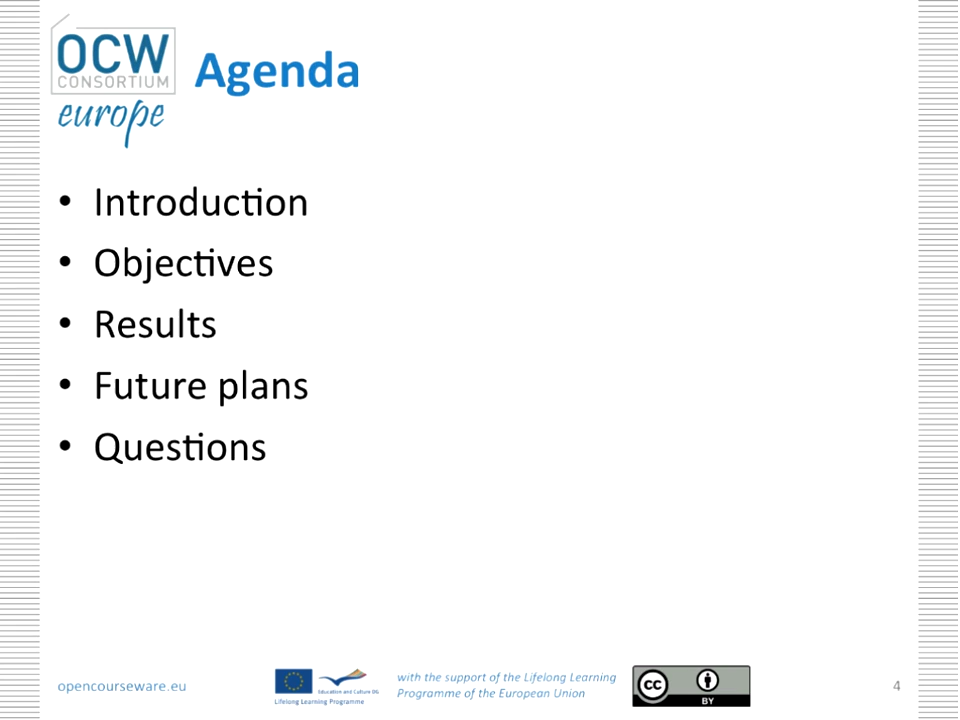 OCW
CONSORTIUM
europe
Agenda
• Introduction
• Objectives
• Results
• Future plans
• Questions
opencourseware.eu
Education and Culture DG
Lifelong Learning Programme
with the support of the Lifelong Learning
Programme of the European Union
cc
BY
4